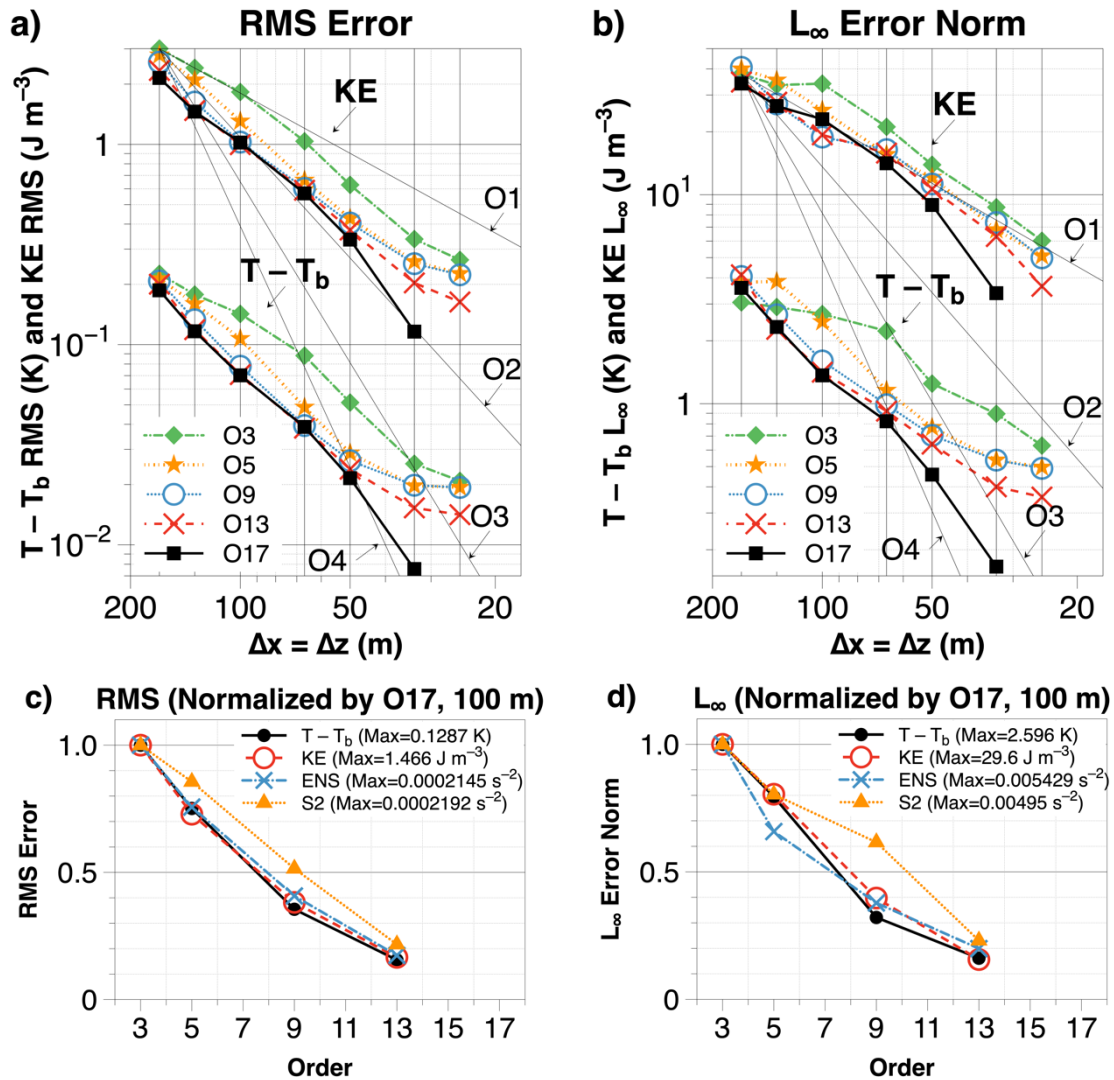 a) RMS Error
T – T_b RMS (K) and KE RMS (J m⁻³)
1
10⁻¹
10⁻²
KE
T – T_b
O1
O2
O3
O4
O3
O5
O9
O13
O17
200 100 50 20
Δx = Δz (m)
b) L∞ Error Norm
T – T_b L∞ (K) and KE L∞ (J m⁻³)
10¹
1
KE
T – T_b
O1
O2
O3
O4
O3
O5
O9
O13
O17
200 100 50 20
Δx = Δz (m)
c) RMS (Normalized by O17, 100 m)
RMS Error
1.0
0.5
0
T – T_b (Max=0.1287 K)
KE (Max=1.466 J m⁻³)
ENS (Max=0.0002145 s⁻²)
S2 (Max=0.0002192 s⁻²)
3 5 7 9 11 13 15 17
Order
d) L∞ (Normalized by O17, 100 m)
L∞ Error Norm
1.0
0.5
0
T – T_b (Max=2.596 K)
KE (Max=29.6 J m⁻³)
ENS (Max=0.005429 s⁻²)
S2 (Max=0.00495 s⁻²)
3 5 7 9 11 13 15 17
Order